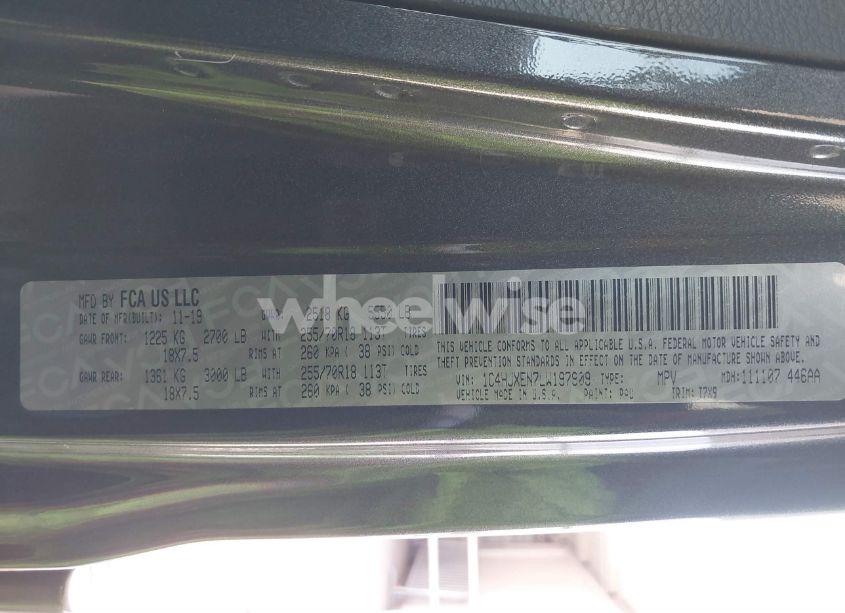 MFD BY FCA US LLC
DATE OF MFR(BUILT): 11-19 GVWR: 2518 KG 5550 LB
GAWR FRONT: 1225 KG 2700 LB WITH 255/70R18 113T TIRES
18X7.5 RIMS AT 260 KPA ( 38 PSI) COLD
GAWR REAR: 1361 KG 3000 LB WITH 255/70R18 113T TIRES
18X7.5 RIMS AT 260 KPA ( 38 PSI) COLD
THIS VEHICLE CONFORMS TO ALL APPLICABLE U.S.A. FEDERAL MOTOR VEHICLE SAFETY AND
THEFT PREVENTION STANDARDS IN EFFECT ON THE DATE OF MANUFACTURE SHOWN ABOVE.
VIN: TYPE: MPV MDH: 111107 446AA
VEHICLE MADE IN U.S.A. PAINT: PAU TRIM:
wheelwise